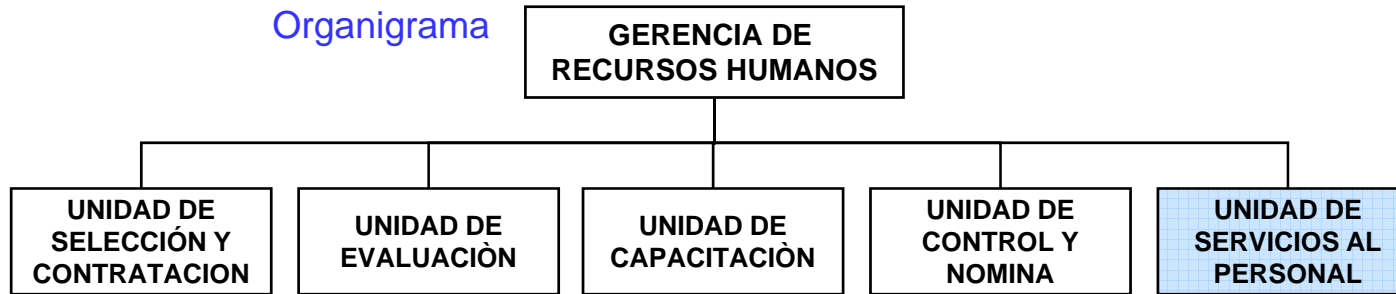 Organigrama
GERENCIA DE
RECURSOS HUMANOS
UNIDAD DE
SELECCIÓN Y
CONTRATACION
UNIDAD DE
EVALUACIÒN
UNIDAD DE
CAPACITACIÒN
UNIDAD DE
CONTROL Y
NOMINA
UNIDAD DE
SERVICIOS AL
PERSONAL